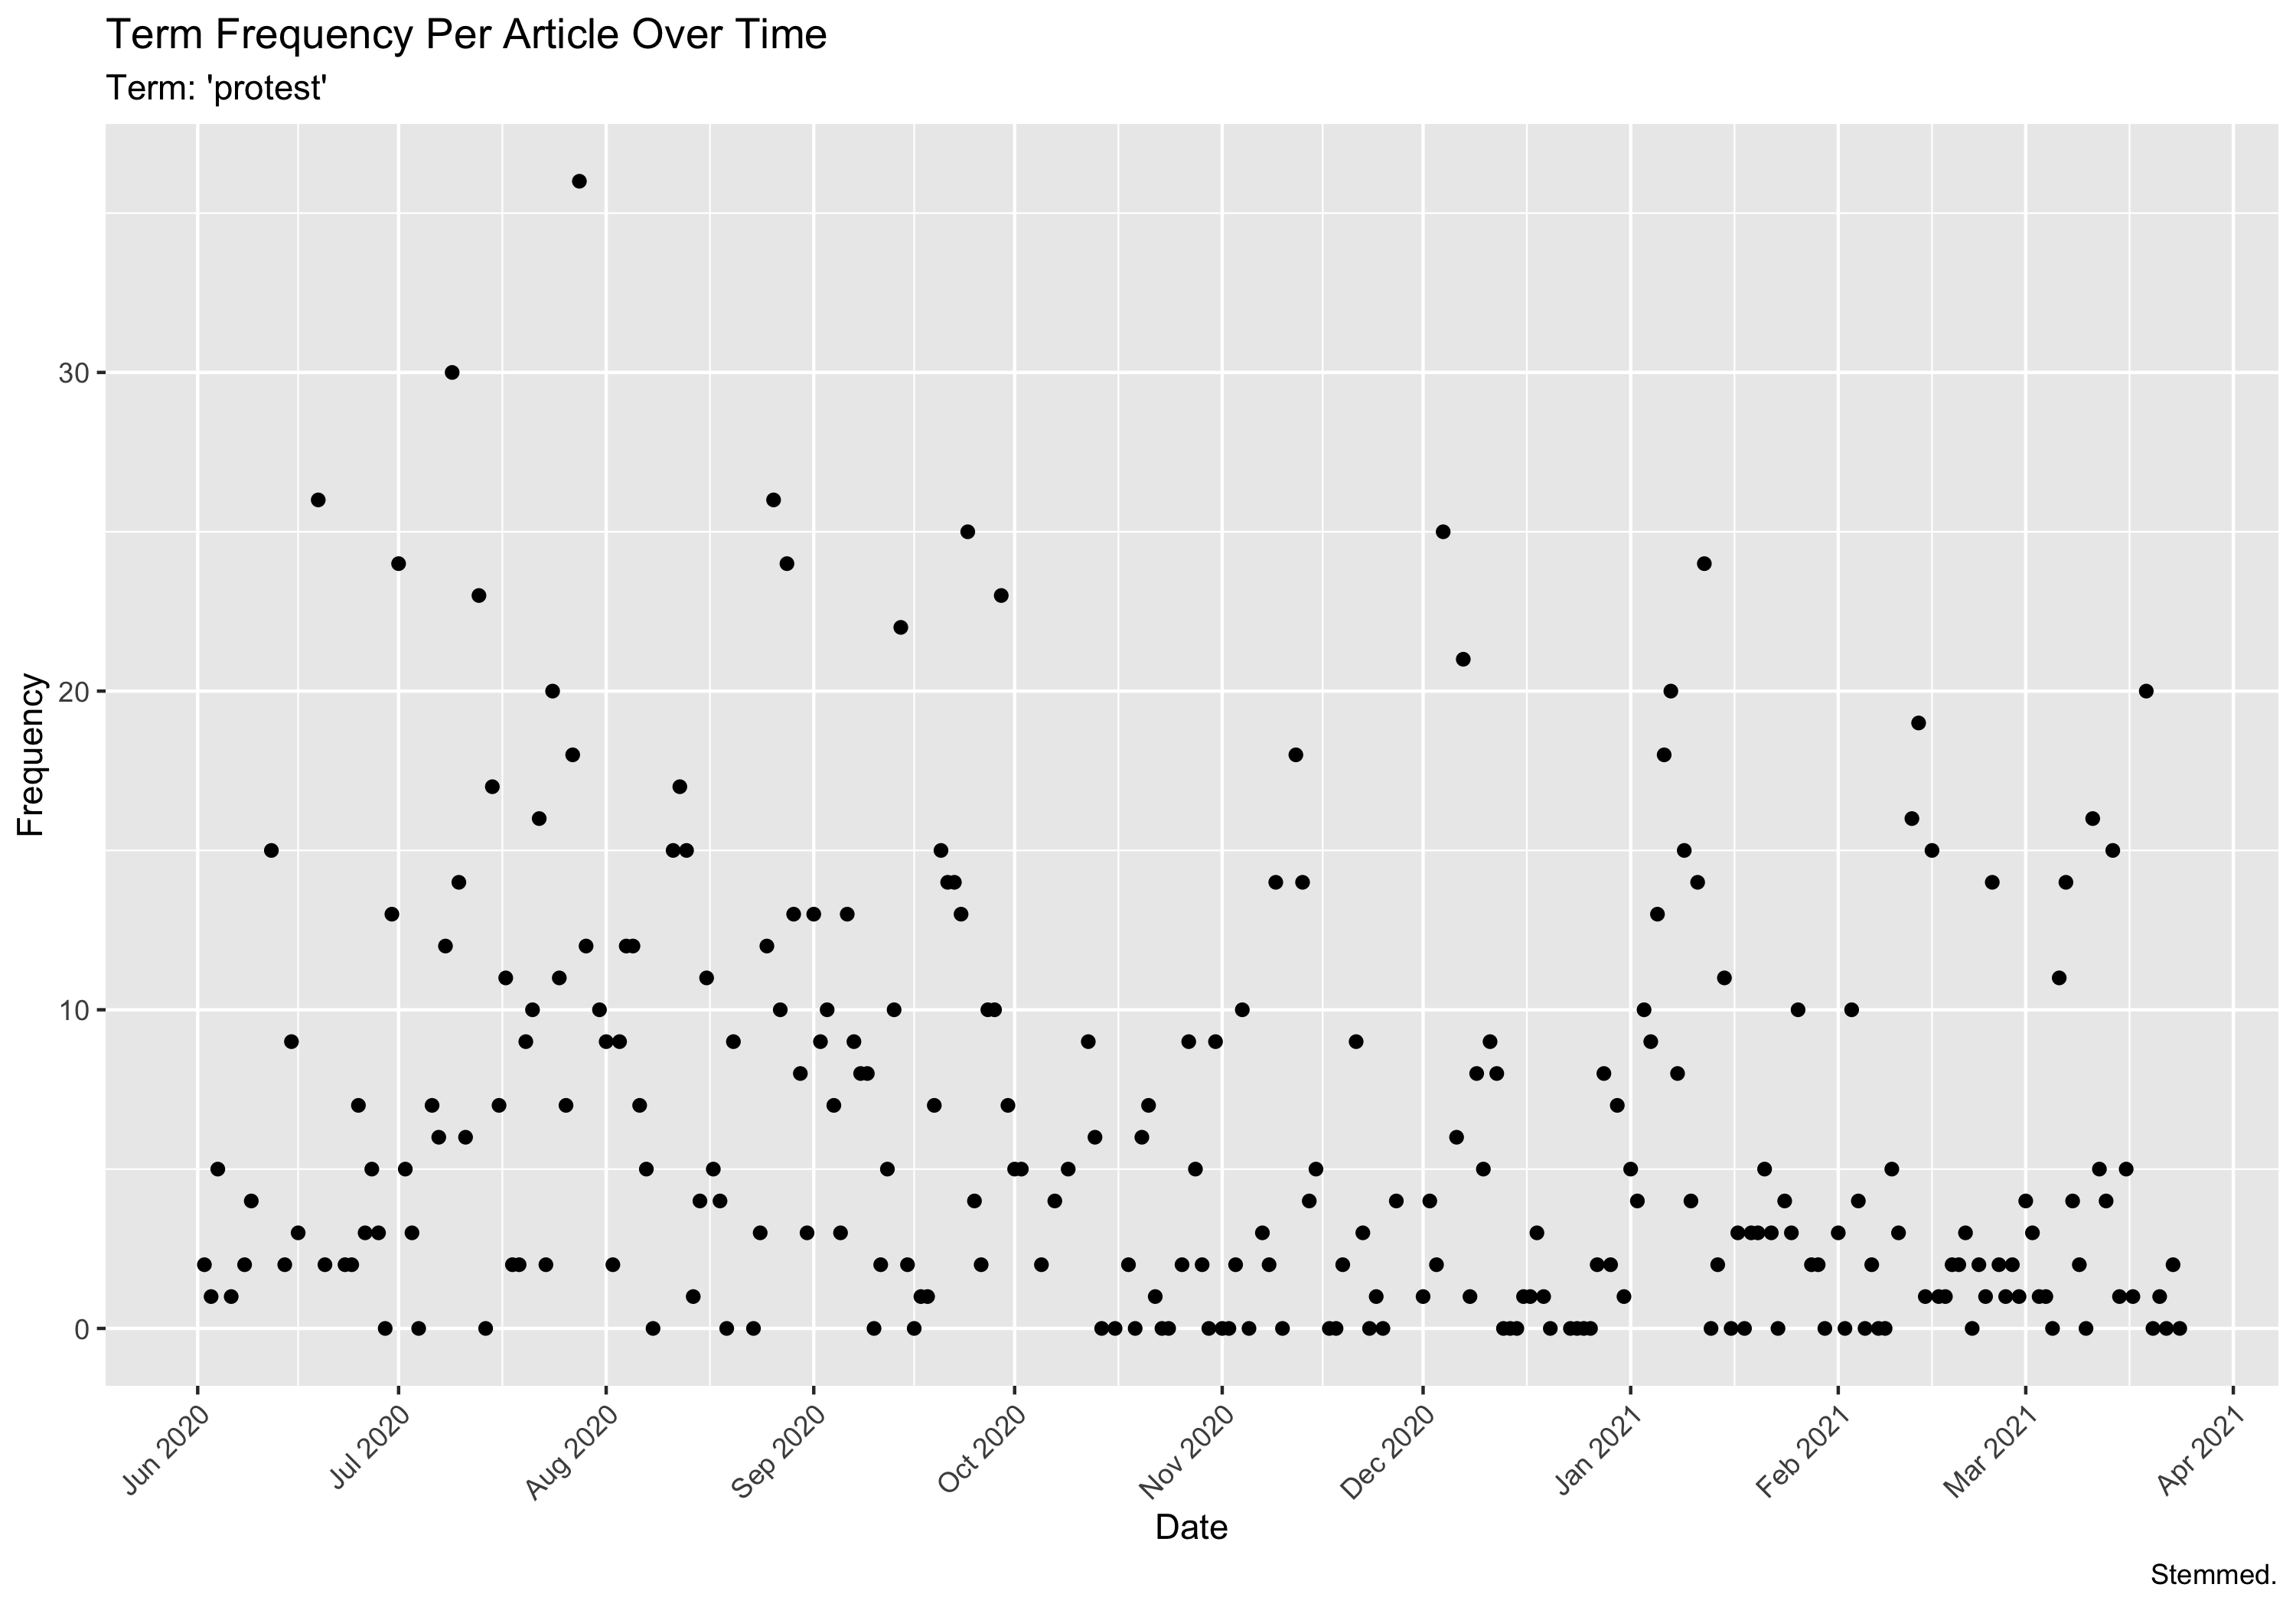 Term Frequency Per Article Over Time
Term: 'protest'
Frequency
30
20
10
0
Jun 2020
Jul 2020
Aug 2020
Sep 2020
Oct 2020
Nov 2020
Dec 2020
Jan 2021
Feb 2021
Mar 2021
Apr 2021
Date
Stemmed.